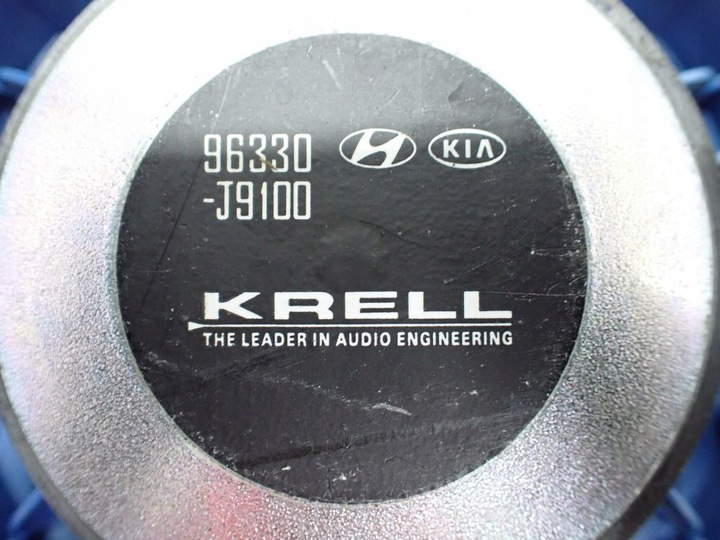 96330
-J9100
KIA
KRELL
THE LEADER IN AUDIO ENGINEERING